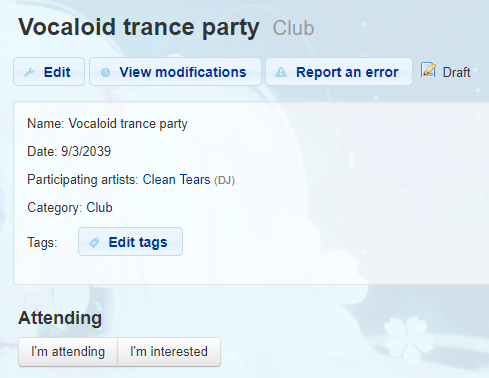 Vocaloid trance party Club
Edit View modifications Report an error Draft
Name: Vocaloid trance party
Date: 9/3/2039
Participating artists: Clean Tears (DJ)
Category: Club
Tags: Edit tags
Attending
I'm attending I'm interested